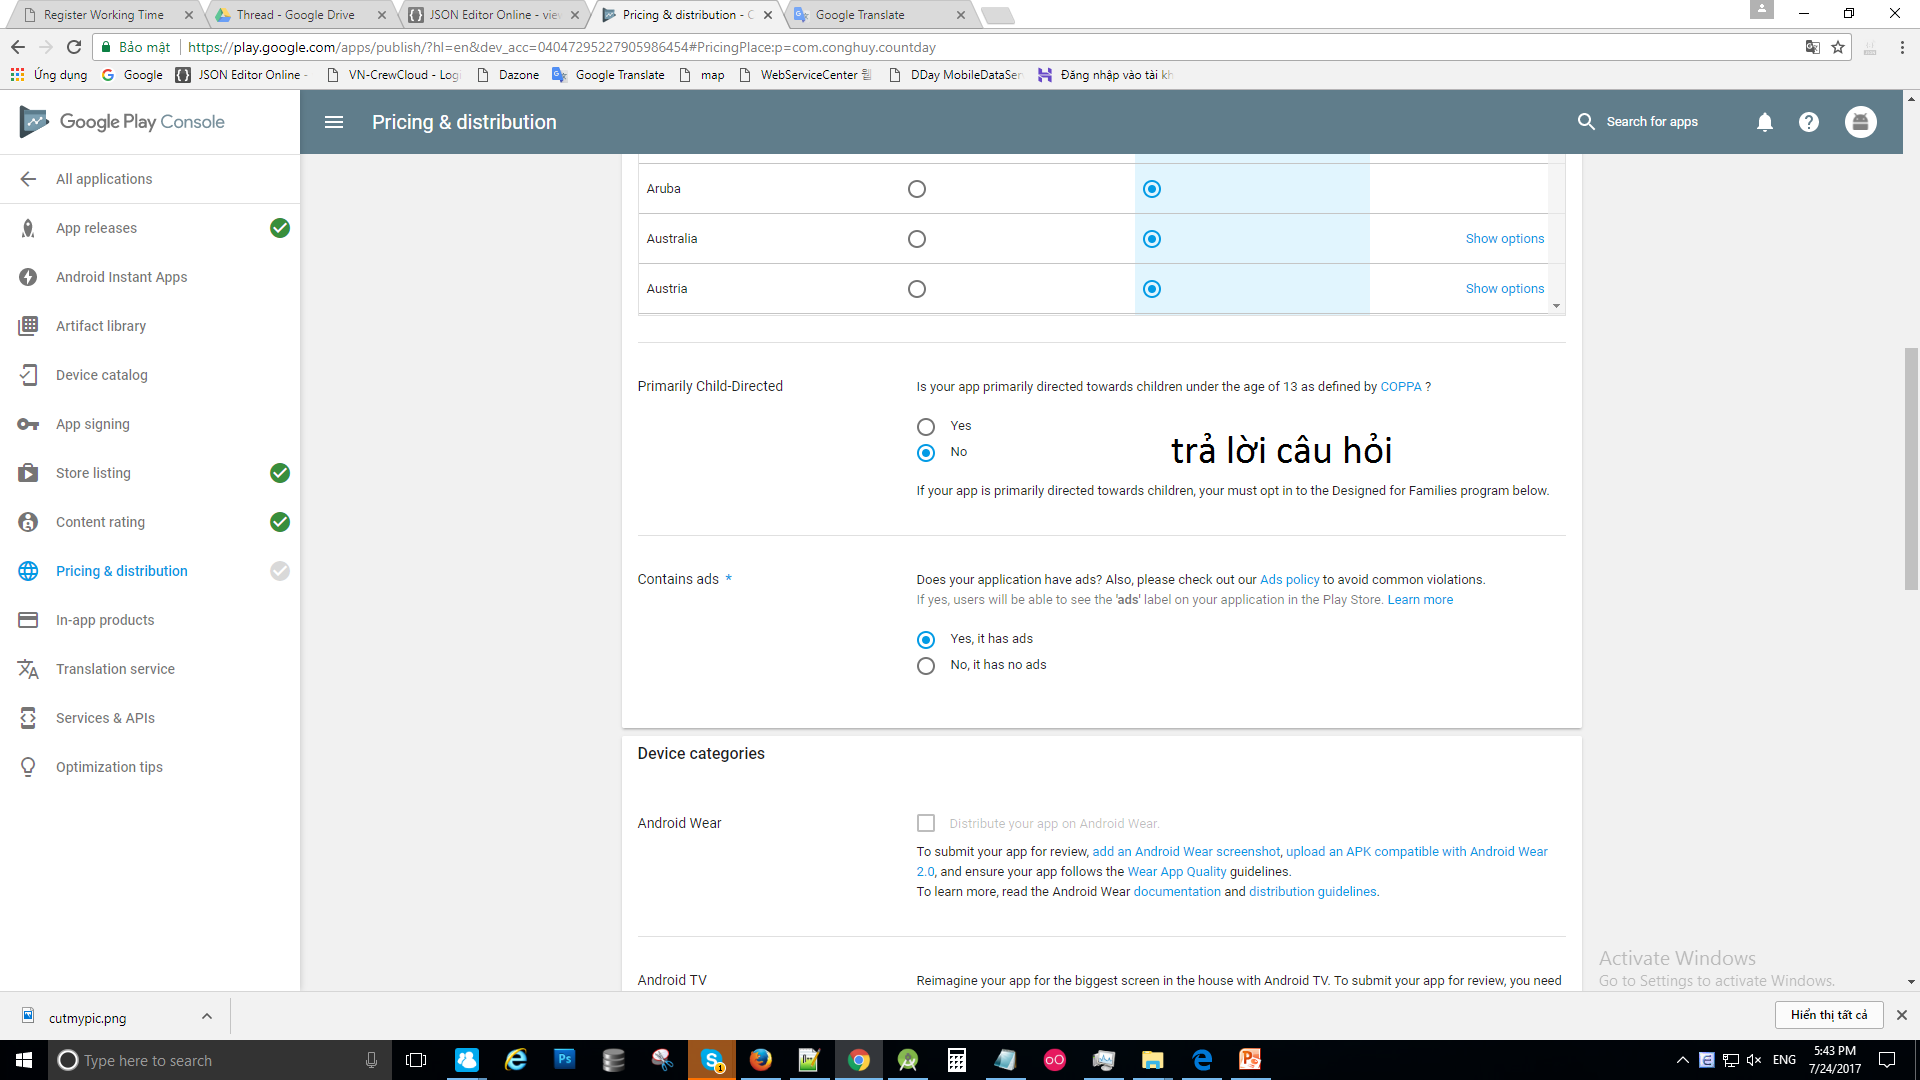 Register Working Time
Thread - Google Drive
JSON Editor Online - vie
Pricing & distribution - C
Google Translate
Bảo mật
https://play.google.com/apps/publish/?hl=en&dev_acc=04047295227905986454#PricingPlace:p=com.conghuy.countday
Ứng dụng
Google
JSON Editor Online -
VN-CrewCloud - Log
Dazone
Google Translate
map
WebServiceCenter
DDay MobileDataSer
Đăng nhập vào tài kh
Google Play Console
Pricing & distribution
Search for apps
All applications
App releases
Android Instant Apps
Artifact library
Device catalog
App signing
Store listing
Content rating
Pricing & distribution
In-app products
Translation service
Services & APIs
Optimization tips
Aruba
Australia
Show options
Austria
Show options
Primarily Child-Directed
Is your app primarily directed towards children under the age of 13 as defined by COPPA ?
Yes
No
trả lời câu hỏi
If your app is primarily directed towards children, your must opt in to the Designed for Families program below.
Contains ads *
Does your application have ads? Also, please check out our Ads policy to avoid common violations.
If yes, users will be able to see the 'ads' label on your application in the Play Store. Learn more
Yes, it has ads
No, it has no ads
Device categories
Android Wear
Distribute your app on Android Wear.
To submit your app for review, add an Android Wear screenshot, upload an APK compatible with Android Wear
2.0, and ensure your app follows the Wear App Quality guidelines.
To learn more, read the Android Wear documentation and distribution guidelines.
Android TV
Reimagine your app for the biggest screen in the house with Android TV. To submit your app for review, you need
Activate Windows
Go to Settings to activate Windows.
cutmypic.png
Hiển thị tất cả
Type here to search
ENG
5:43 PM
7/24/2017